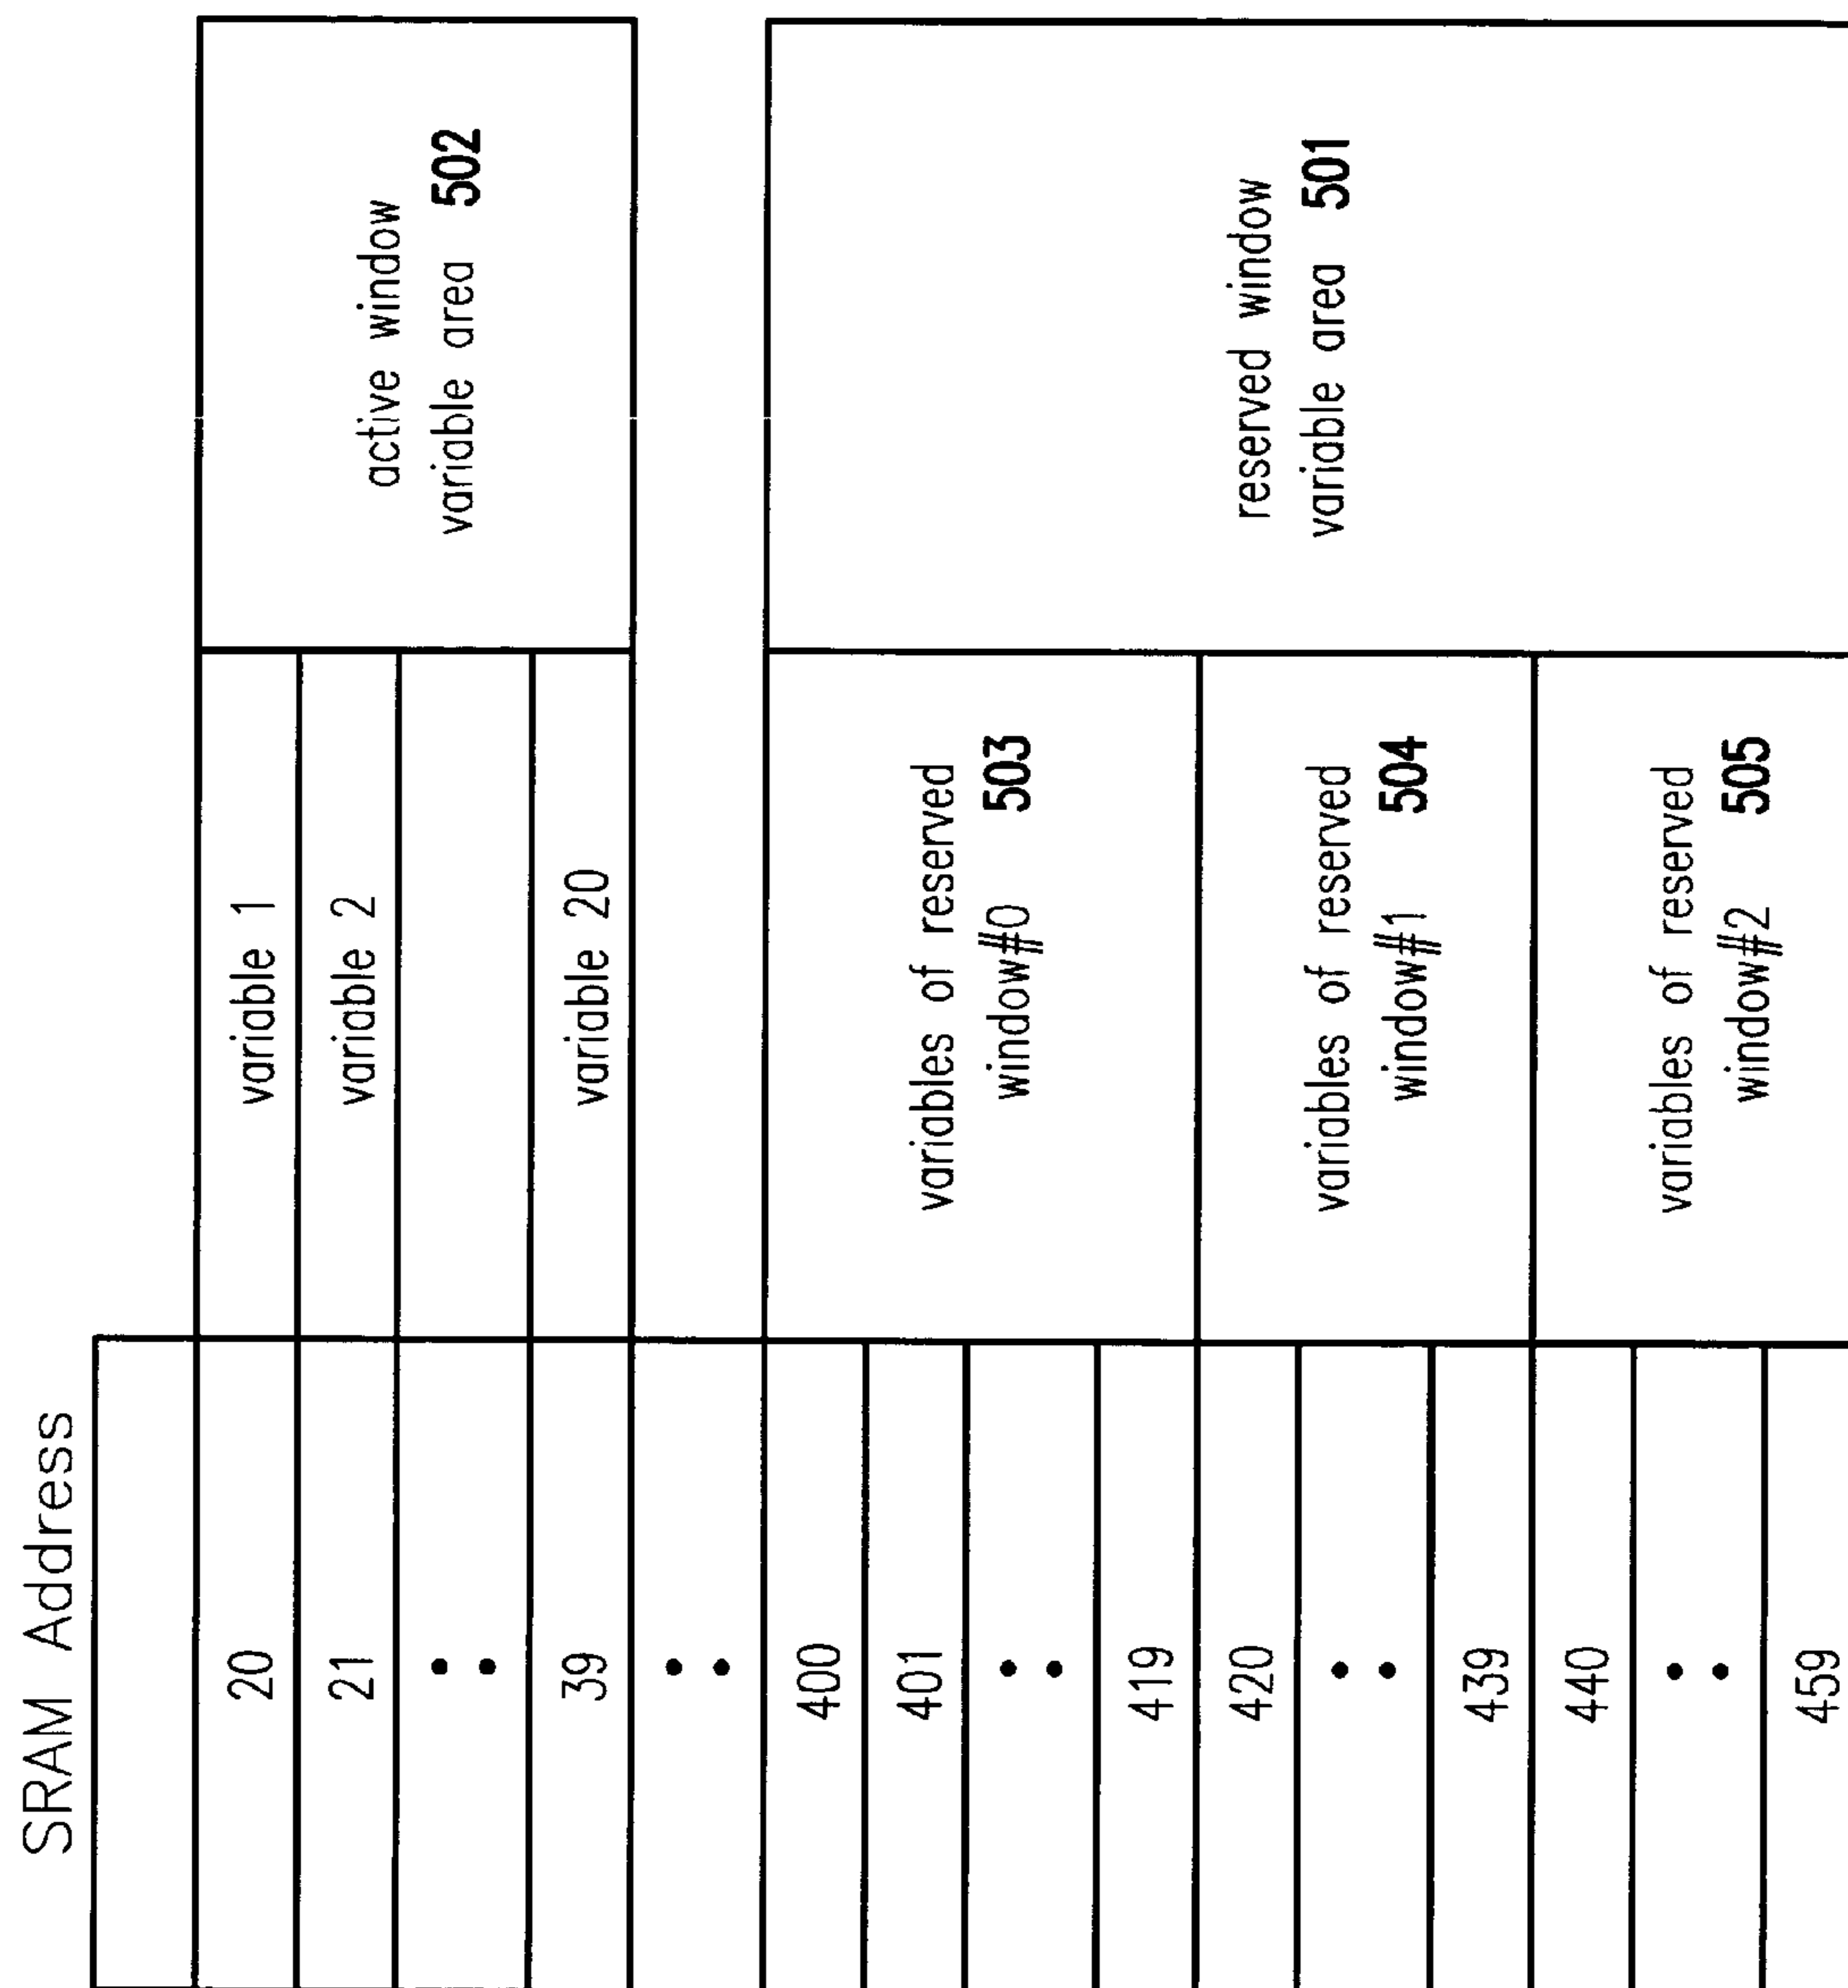 SRAM Address
20
variable 1
active window
variable area 502
21
variable 2
39
variable 20
400
variables of reserved
window#0 503
reserved window
variable area 501
401
419
420
variables of reserved
window#1 504
439
440
variables of reserved
window#2 505
459